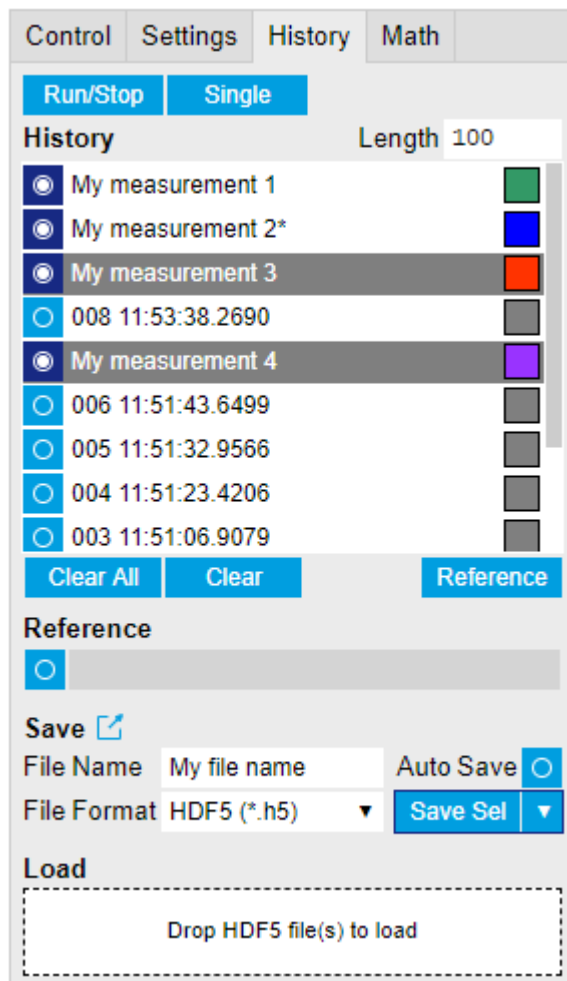 Control Settings History Math
Run/Stop Single
History Length 100
My measurement 1
My measurement 2*
My measurement 3
008 11:53:38.2690
My measurement 4
006 11:51:43.6499
005 11:51:32.9566
004 11:51:23.4206
003 11:51:06.9079
Clear All Clear Reference
Reference
Save
File Name My file name Auto Save
File Format HDF5 (*.h5) Save Sel
Load
Drop HDF5 file(s) to load